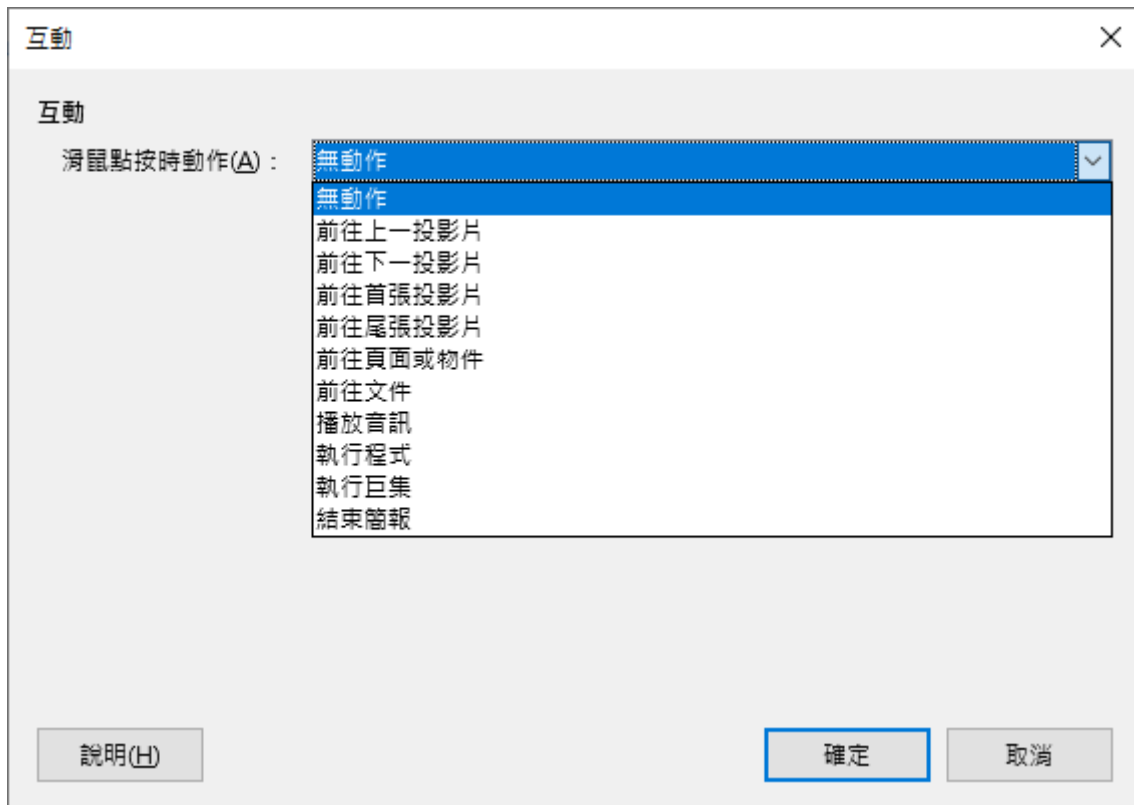 互動
互動
滑鼠點按時動作(A)： 無動作
無動作
前往上一投影片
前往下一投影片
前往首張投影片
前往尾張投影片
前往頁面或物件
前往文件
播放音訊
執行程式
執行巨集
結束簡報
說明(H) 確定 取消